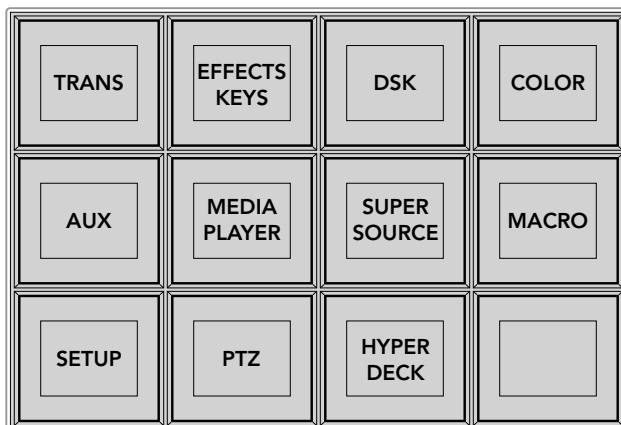 TRANS
EFFECTS
KEYS
DSK
COLOR
AUX
MEDIA
PLAYER
SUPER
SOURCE
MACRO
SETUP
PTZ
HYPER
DECK